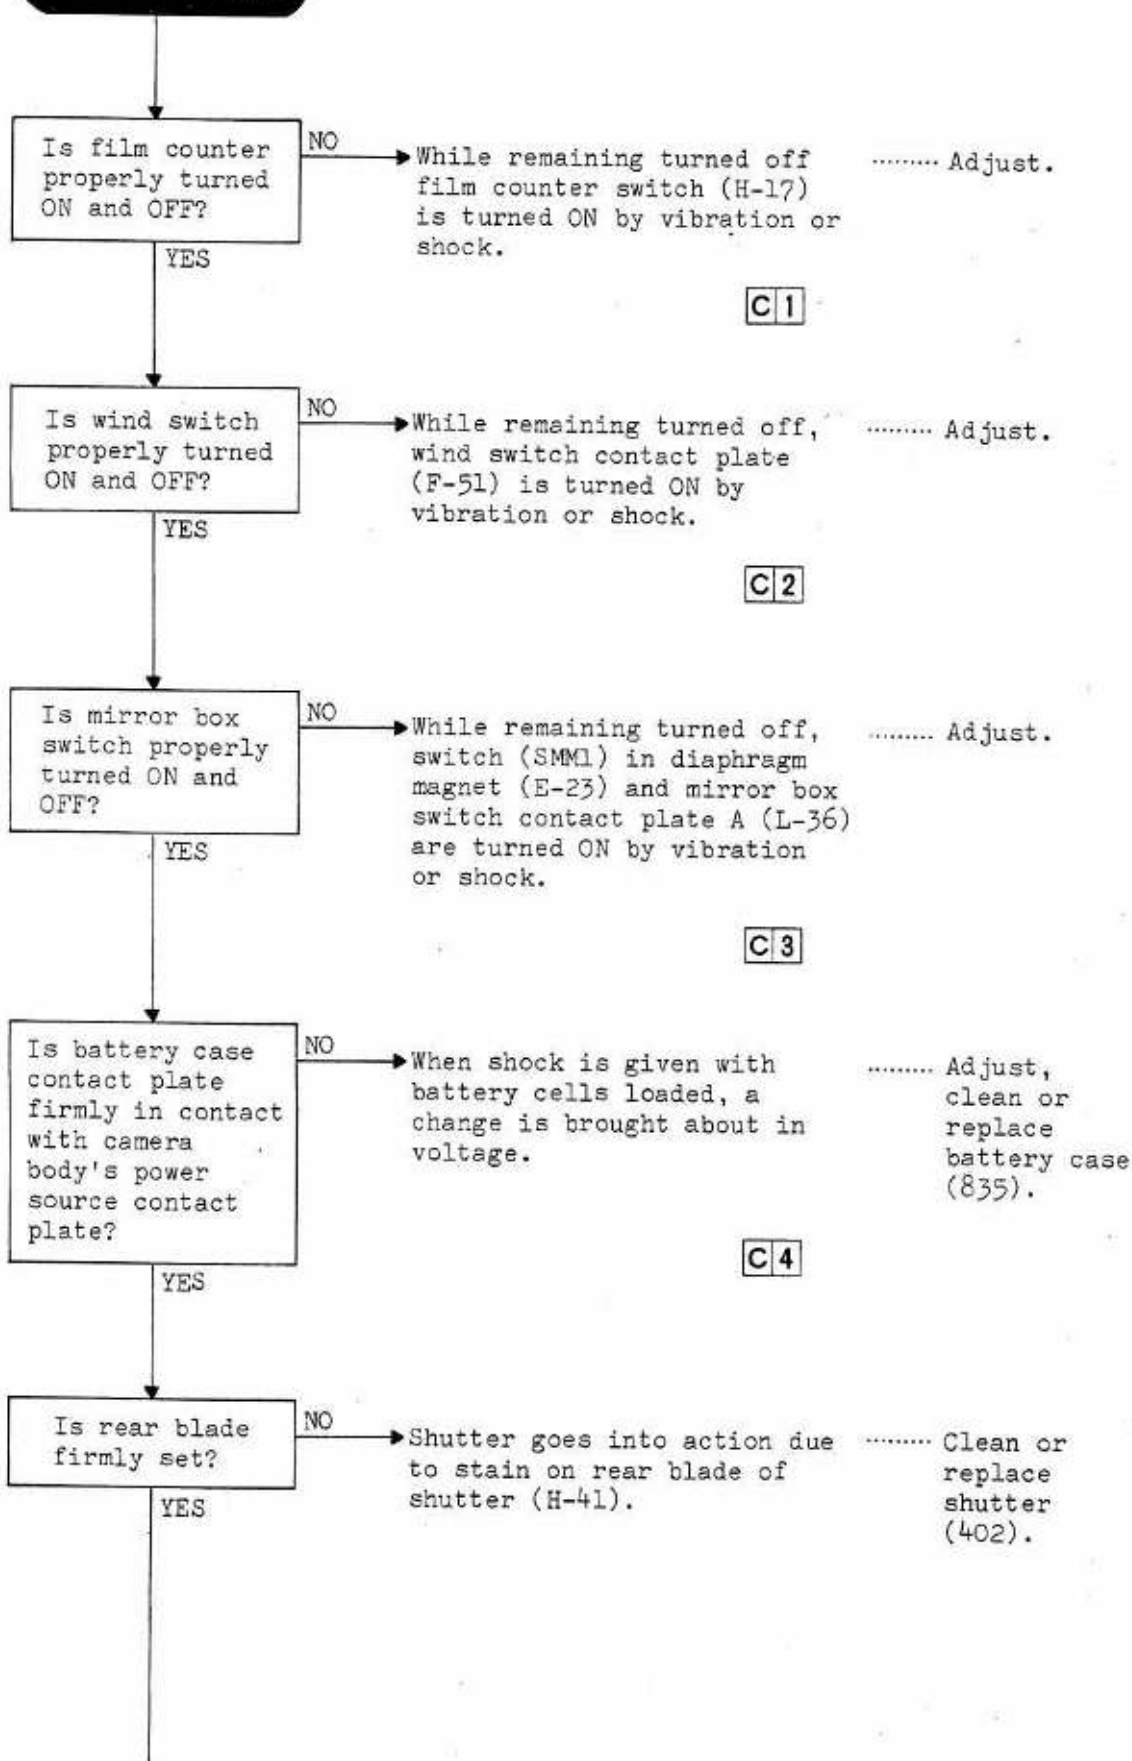 Is film counter
properly turned
ON and OFF?
NO
While remaining turned off
film counter switch (H-17)
is turned ON by vibration or
shock.
......... Adjust.
YES
C 1
Is wind switch
properly turned
ON and OFF?
NO
While remaining turned off,
wind switch contact plate
(F-51) is turned ON by
vibration or shock.
......... Adjust.
YES
C 2
Is mirror box
switch properly
turned ON and
OFF?
NO
While remaining turned off,
switch (SMM1) in diaphragm
magnet (E-23) and mirror box
switch contact plate A (L-36)
are turned ON by vibration
or shock.
......... Adjust.
YES
C 3
Is battery case
contact plate
firmly in contact
with camera
body's power
source contact
plate?
NO
When shock is given with
battery cells loaded, a
change is brought about in
voltage.
......... Adjust,
clean or
replace
battery case
(835).
C 4
YES
Is rear blade
firmly set?
NO
Shutter goes into action due
to stain on rear blade of
shutter (H-41).
......... Clean or
replace
shutter
(402).
YES